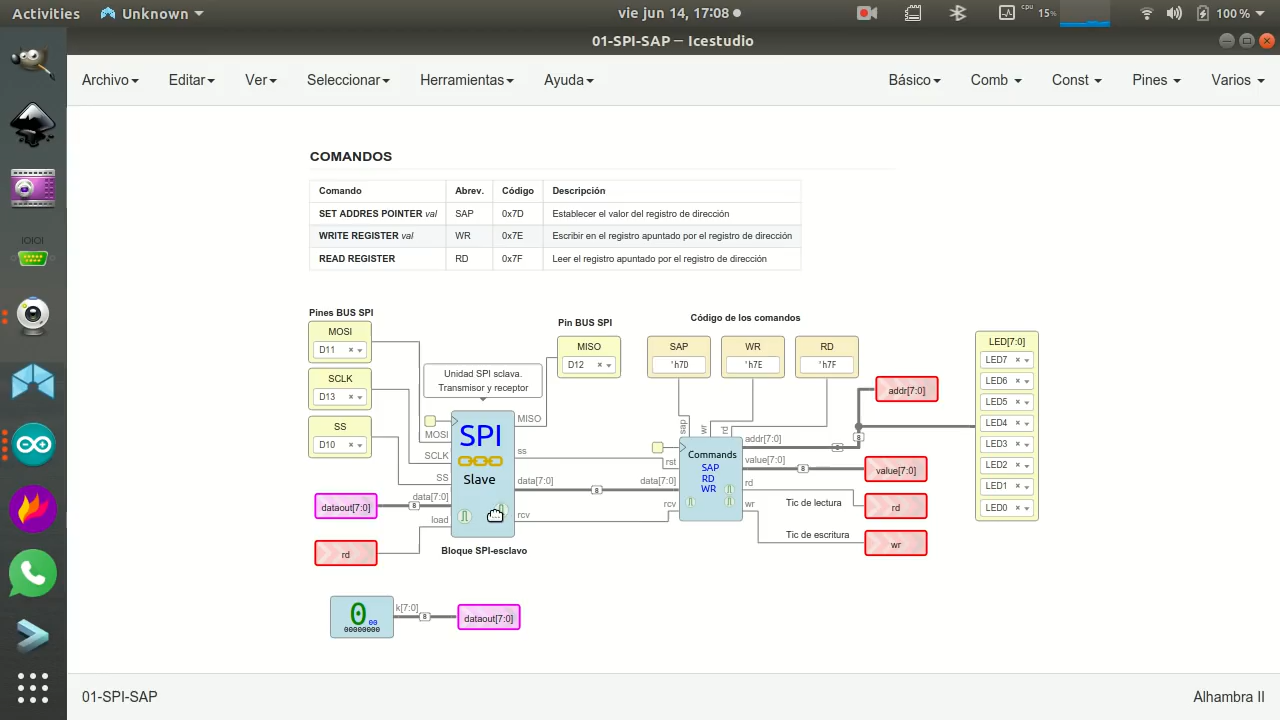 Activities Unknown vie jun 14, 17:08 cpu 15% 100 %
01-SPI-SAP – Icestudio
Archivo Editar Ver Seleccionar Herramientas Ayuda Básico Comb Const Pines Varios
COMANDOS
Comando Abrev. Código Descripción
SET ADDRES POINTER val SAP 0x7D Establecer el valor del registro de dirección
WRITE REGISTER val WR 0x7E Escribir en el registro apuntado por el registro de dirección
READ REGISTER RD 0x7F Leer el registro apuntado por el registro de dirección
Pines BUS SPI
MOSI
D11
SCLK
D13
SS
D10
dataout[7:0]
rd
Unidad SPI sclava.
Transmisor y receptor
MOSI
SCLK
SS
data[7:0]
load
SPI
Slave
MISO
ss
data[7:0]
rcv
Bloque SPI-esclavo
Pin BUS SPI
MISO
D12
Código de los comandos
SAP
'h7D
WR
'h7E
RD
'h7F
sap
wr
rd
rst
data[7:0]
rcv
Commands
SAP
RD
WR
addr[7:0]
value[7:0]
rd
wr
8
8
8
8
8
Tic de lectura
Tic de escritura
addr[7:0]
value[7:0]
rd
wr
LED[7:0]
LED7
LED6
LED5
LED4
LED3
LED2
LED1
LED0
0
00
00000000
k[7:0]
8
dataout[7:0]
IOIOI
01-SPI-SAP Alhambra II